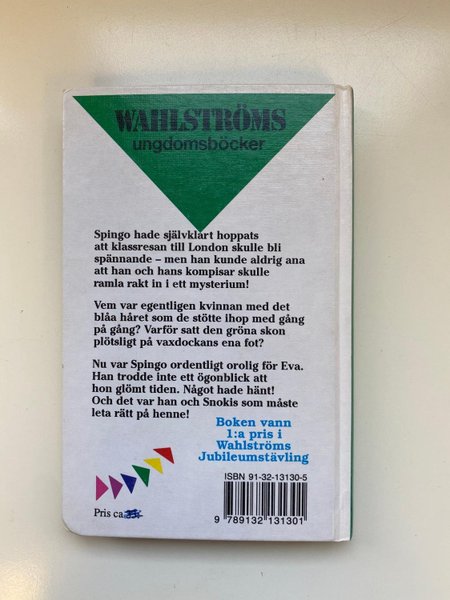 WAHLSTRÖMS
ungdomsböcker
Spingo hade självklart hoppats
att klassresan till London skulle bli
spännande – men han kunde aldrig ana
att han och hans kompisar skulle
ramla rakt in i ett mysterium!
Vem var egentligen kvinnan med det
blåa håret som de stötte ihop med gång
på gång? Varför satt den gröna skon
plötsligt på vaxdockans ena fot?
Nu var Spingo ordentligt orolig för Eva.
Han trodde inte ett ögonblick att
hon glömt tiden. Något hade hänt!
Och det var han och Snokis som måste
leta rätt på henne!
Boken vann
1:a pris i
Wahlströms
Jubileumstävling
ISBN 91-32-13130-5
Pris ca
9 789132 131301